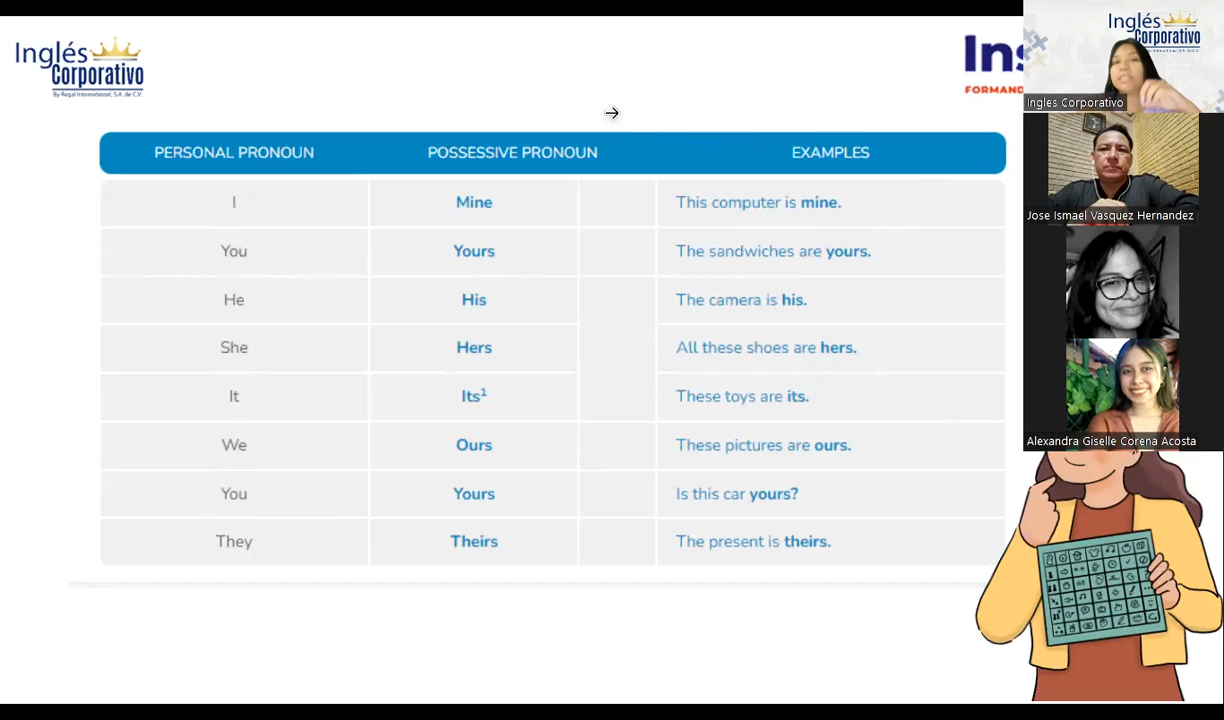 Inglés
Corporativo
By Regal International, S.A. de C.V.
Ins
FORMAND
PERSONAL PRONOUN POSSESSIVE PRONOUN EXAMPLES
I Mine This computer is mine.
You Yours The sandwiches are yours.
He His The camera is his.
She Hers All these shoes are hers.
It Its¹ These toys are its.
We Ours These pictures are ours.
You Yours Is this car yours?
They Theirs The present is theirs.
Inglés
Corporativo
Ingles Corporativo
Jose Ismael Vasquez Hernandez
Alexandra Giselle Corena Acosta